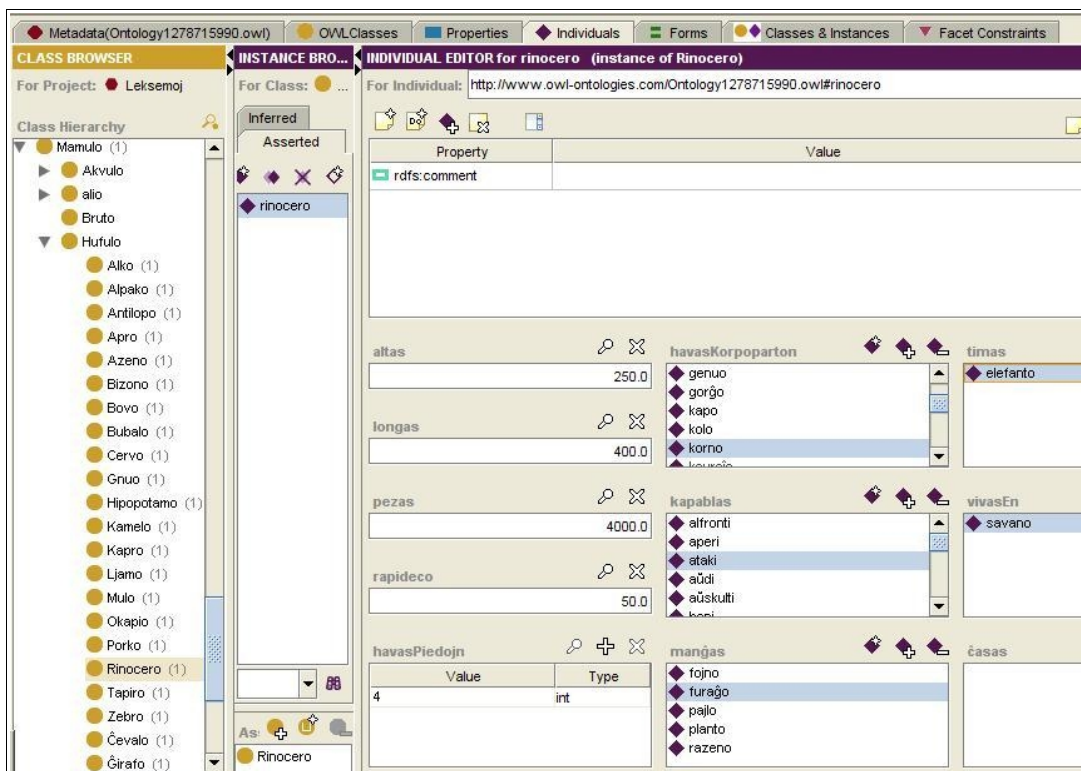 Metadata(Ontology1278715990.owl) OWLClasses Properties Individuals Forms Classes & Instances Facet Constraints
CLASS BROWSER
For Project: Leksemoj
Class Hierarchy
Mamulo (1)
Akvulo
alio
Bruto
Hufulo
Alko (1)
Alpako (1)
Antilopo (1)
Apro (1)
Azeno (1)
Bizono (1)
Bovo (1)
Bubalo (1)
Cervo (1)
Gnuo (1)
Hipopotamo (1)
Kamelo (1)
Kapro (1)
Ljamo (1)
Mulo (1)
Okapio (1)
Porko (1)
Rinocero (1)
Tapiro (1)
Zebro (1)
Ĉevalo (1)
Ĝirafo (1)
INSTANCE BRO...
For Class: ...
Inferred
Asserted
rinocero
As
Rinocero
INDIVIDUAL EDITOR for rinocero (instance of Rinocero)
For Individual: http://www.owl-ontologies.com/Ontology1278715990.owl#rinocero
Property Value
rdfs:comment
altas
250.0
longas
400.0
pezas
4000.0
rapideco
50.0
havasPiedojn
Value Type
4 int
havasKorpoparton
genuo
gorĝo
kapo
kolo
korno
kapablas
alfronti
aperi
ataki
aŭdi
aŭskulti
manĝas
fojno
furaĝo
pajlo
planto
razeno
timas
elefanto
vivasEn
savano
ĉasas